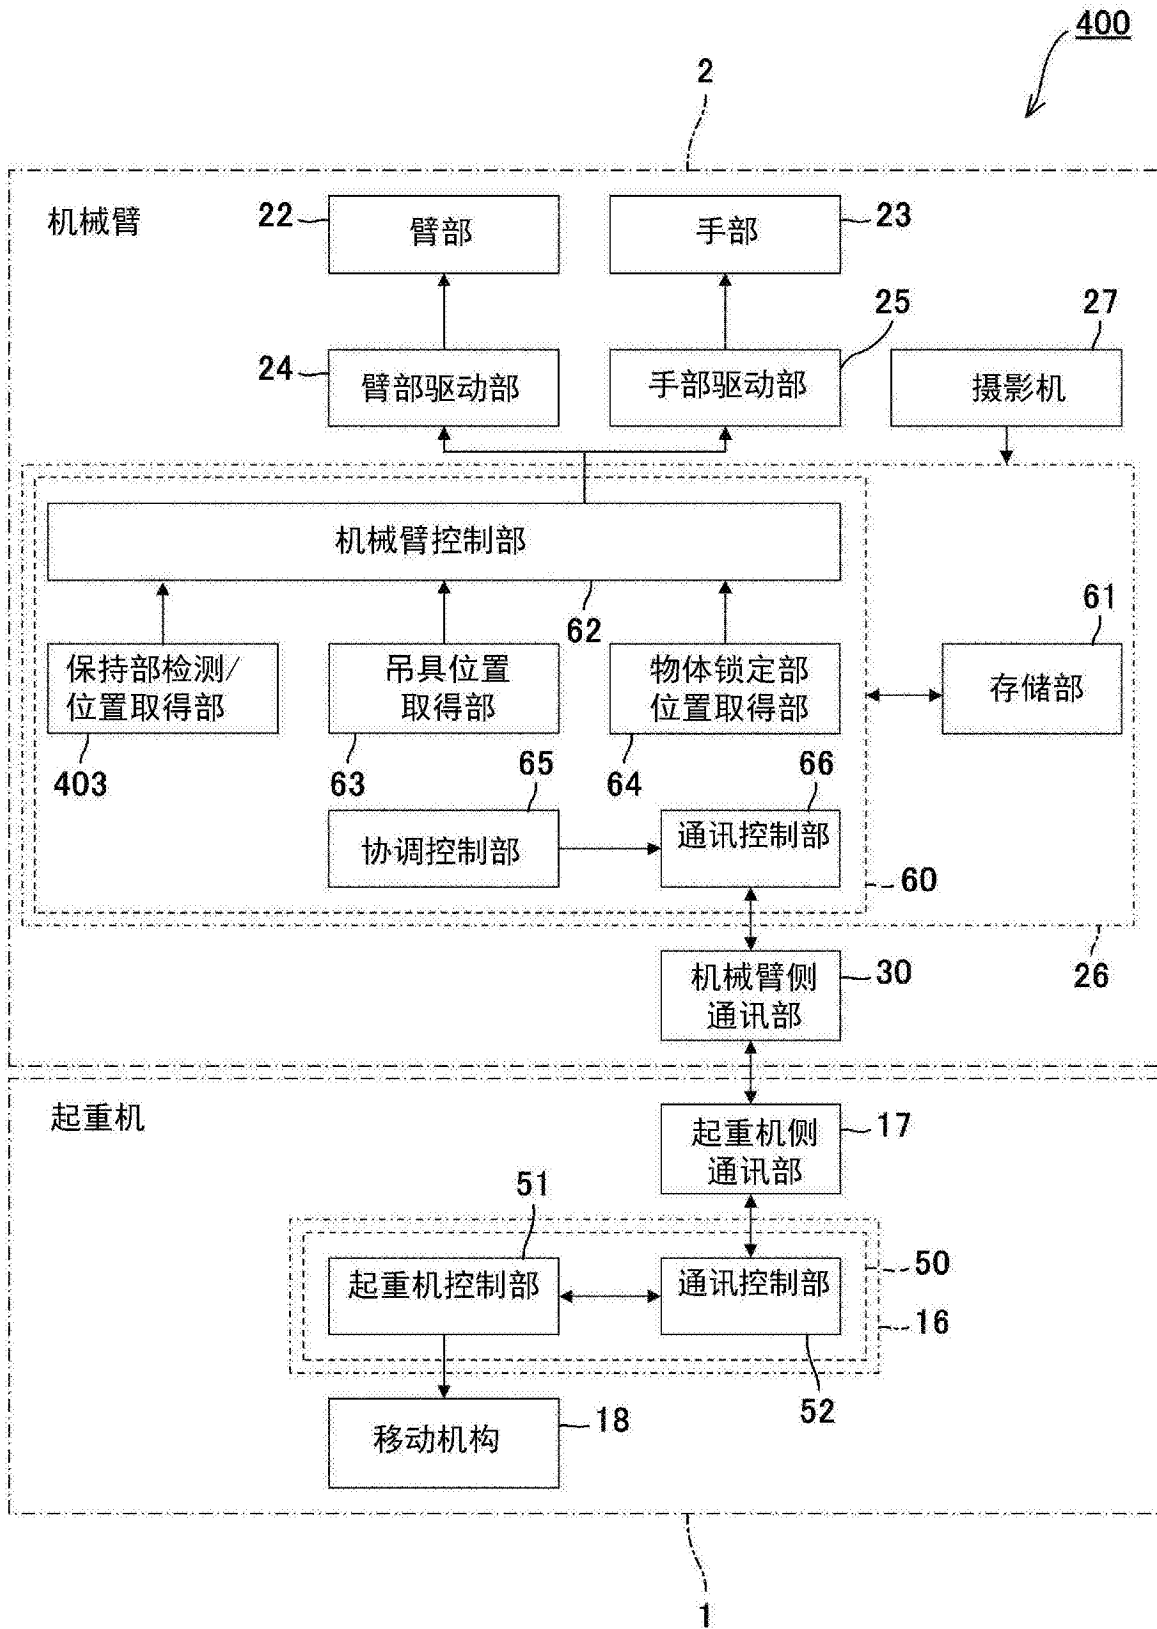 400
2
机械臂
22
臂部
手部
23
24
臂部驱动部
手部驱动部
25
27
摄影机
机械臂控制部
62
保持部检测/
位置取得部
403
吊具位置
取得部
63
物体锁定部
位置取得部
64
61
存储部
65
协调控制部
66
通讯控制部
60
26
机械臂侧
通讯部
30
起重机
起重机侧
通讯部
17
51
起重机控制部
通讯控制部
50
16
52
移动机构
18
1